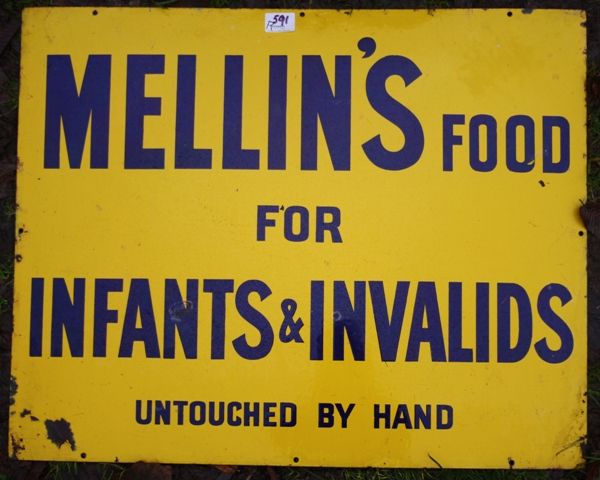 591
MELLIN'S FOOD
FOR
INFANTS & INVALIDS
UNTOUCHED BY HAND